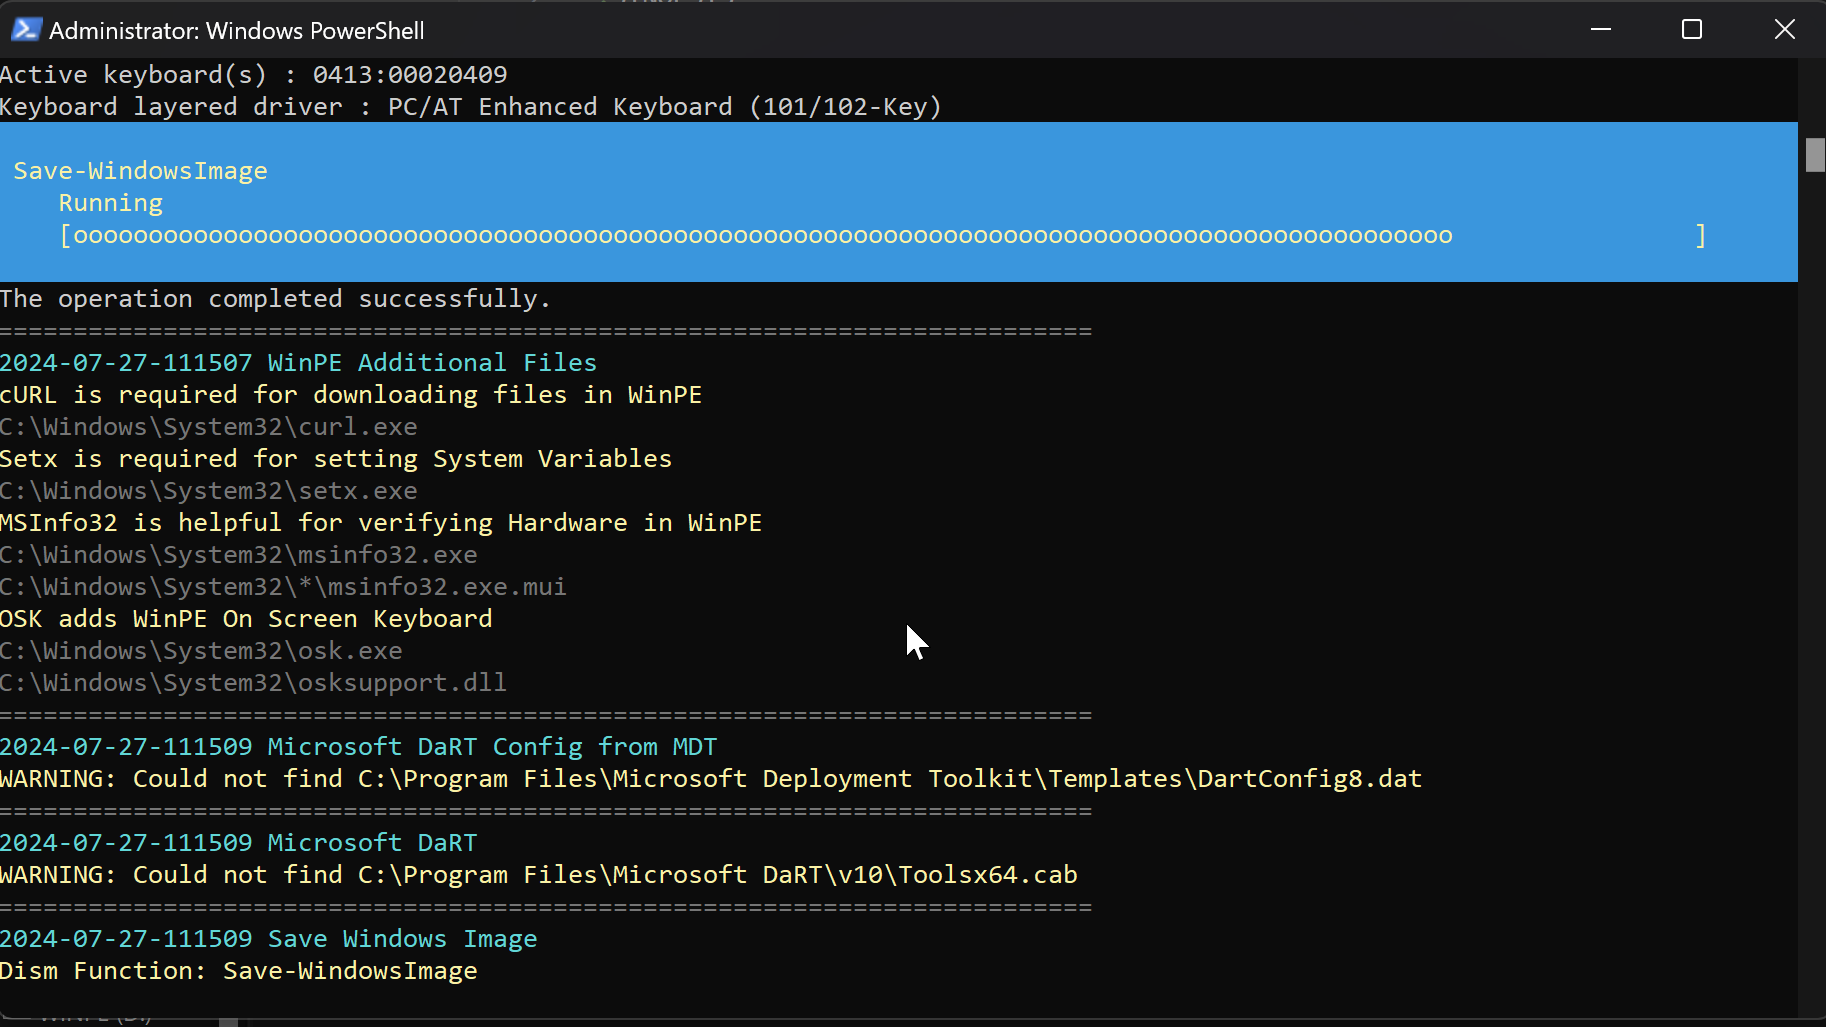 Administrator: Windows PowerShell
Active keyboard(s) : 0413:00020409
Keyboard layered driver : PC/AT Enhanced Keyboard (101/102-Key)
Save-WindowsImage
Running
[oooooooooooooooooooooooooooooooooooooooooooooooooooooooooooooooooooooooooooooooooooooooooooo                ]
The operation completed successfully.
=========================================================================
2024-07-27-111507 WinPE Additional Files
cURL is required for downloading files in WinPE
C:\Windows\System32\curl.exe
Setx is required for setting System Variables
C:\Windows\System32\setx.exe
MSInfo32 is helpful for verifying Hardware in WinPE
C:\Windows\System32\msinfo32.exe
C:\Windows\System32\*\msinfo32.exe.mui
OSK adds WinPE On Screen Keyboard
C:\Windows\System32\osk.exe
C:\Windows\System32\osksupport.dll
=========================================================================
2024-07-27-111509 Microsoft DaRT Config from MDT
WARNING: Could not find C:\Program Files\Microsoft Deployment Toolkit\Templates\DartConfig8.dat
=========================================================================
2024-07-27-111509 Microsoft DaRT
WARNING: Could not find C:\Program Files\Microsoft DaRT\v10\Toolsx64.cab
=========================================================================
2024-07-27-111509 Save Windows Image
Dism Function: Save-WindowsImage